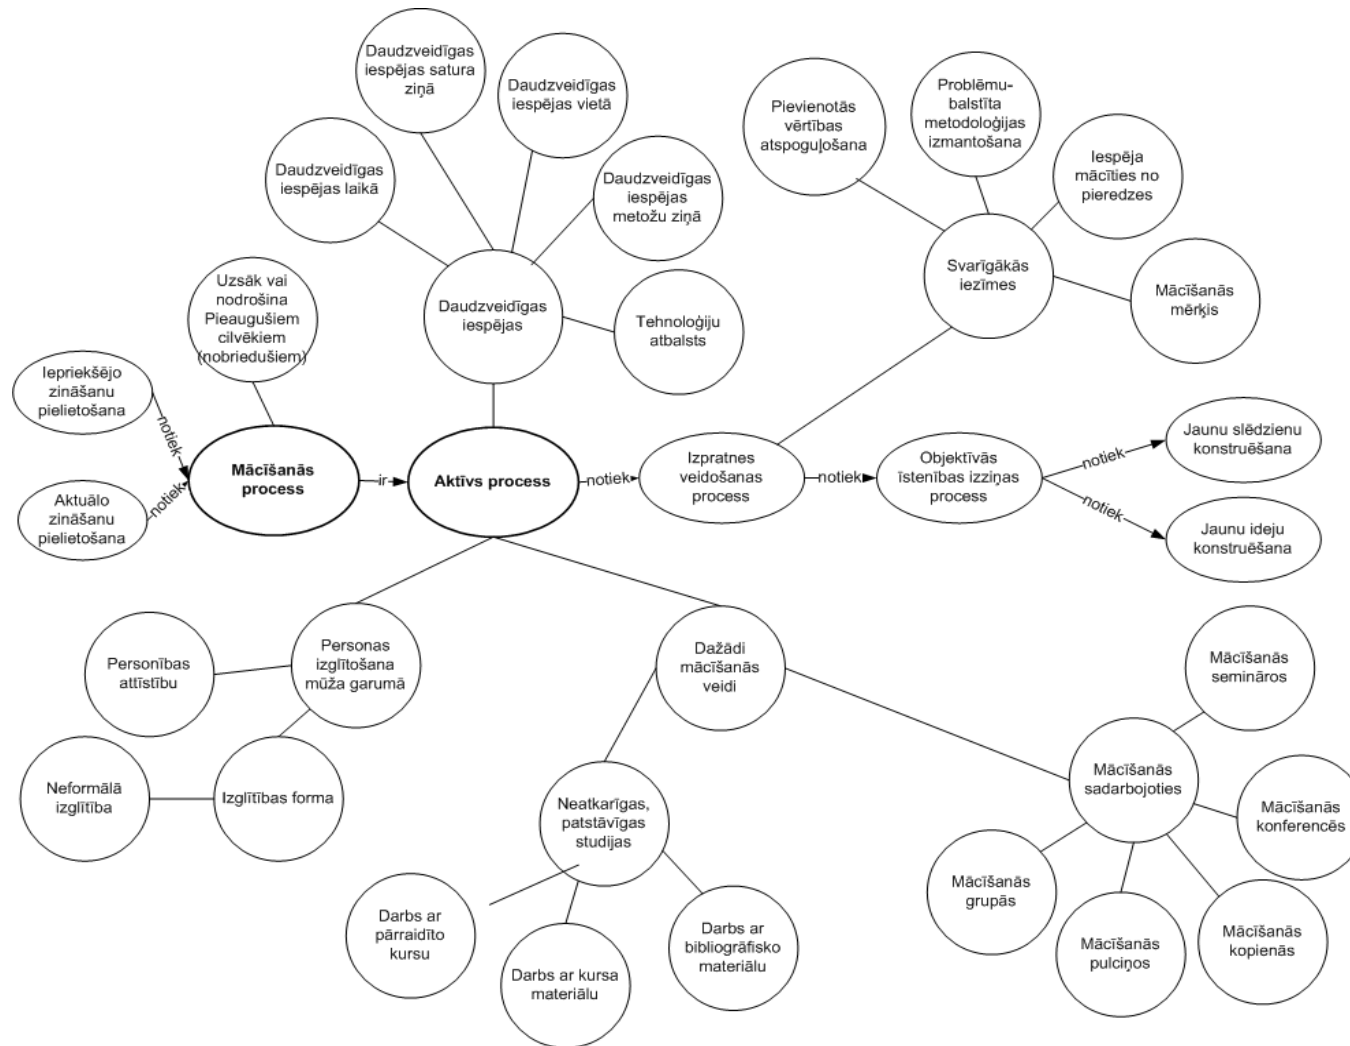 Daudzveidīgas
iespējas satura
ziņā
Daudzveidīgas
iespējas vietā
Daudzveidīgas
iespējas laikā
Daudzveidīgas
iespējas
metožu ziņā
Tehnoloģiju
atbalsts
Daudzveidīgas
iespējas
Pievienotās
vērtības
atspoguļošana
Problēmu-
balstīta
metodoloģijas
izmantošana
Iespēja
mācīties no
pieredzes
Svarīgākās
iezīmes
Mācīšanās
mērķis
Uzsāk vai
nodrošina
Pieaugušiem
cilvēkiem
(nobriedušiem)
Iepriekšējo
zināšanu
pielietošana
notiek
Aktuālo
zināšanu
pielietošana
notiek
Mācīšanās
process
ir
Aktīvs process
notiek
Izpratnes
veidošanas
process
notiek
Objektīvās
īstenības izziņas
process
notiek
Jaunu slēdzienu
konstruēšana
notiek
Jaunu ideju
konstruēšana
Personības
attīstību
Personas
izglītošana
mūža garumā
Neformālā
izglītība
Izglītības forma
Dažādi
mācīšanās
veidi
Neatkarīgas,
patstāvīgas
studijas
Darbs ar
pārraidīto
kursu
Darbs ar kursa
materiālu
Darbs ar
bibliogrāfisko
materiālu
Mācīšanās
semināros
Mācīšanās
sadarbojoties
Mācīšanās
konferencēs
Mācīšanās
grupās
Mācīšanās
pulciņos
Mācīšanās
kopienās